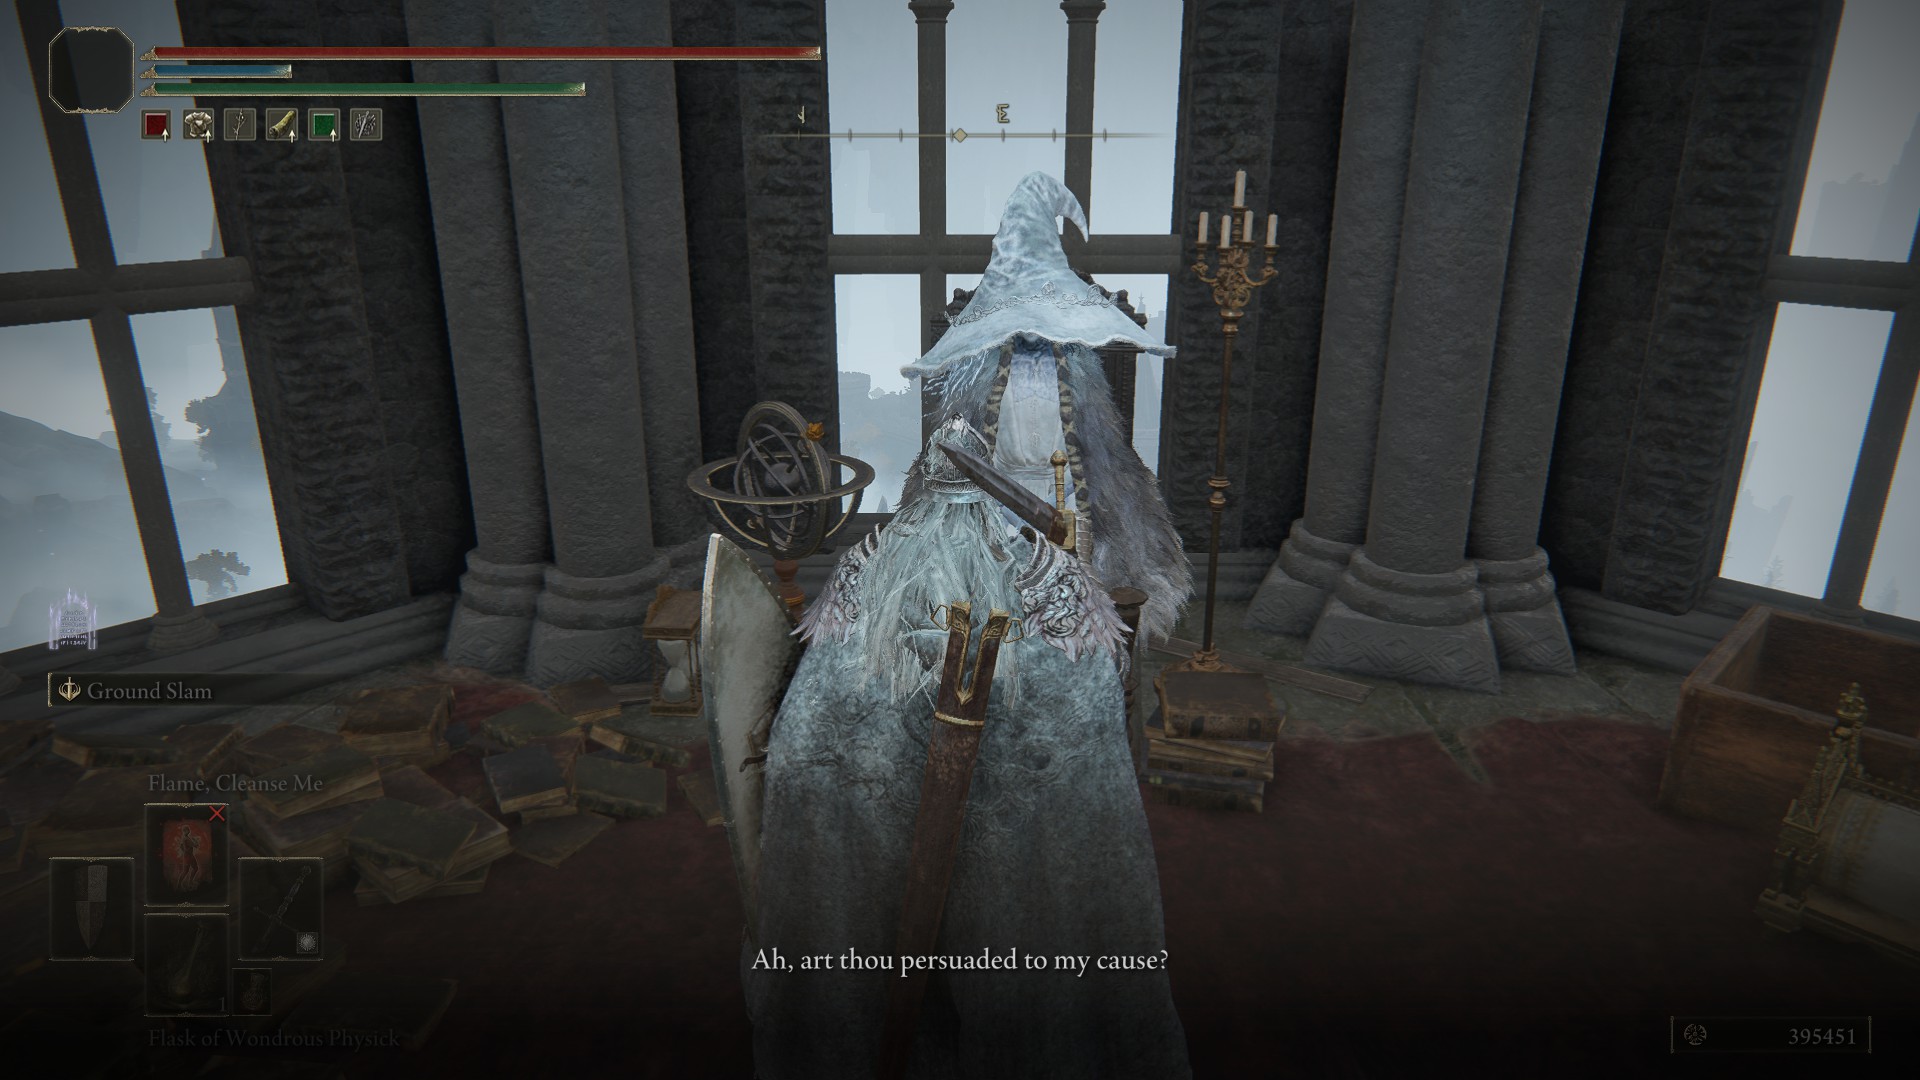 E
Ground Slam
Flame, Cleanse Me
1
Flask of Wondrous Physick
Ah, art thou persuaded to my cause?
395451